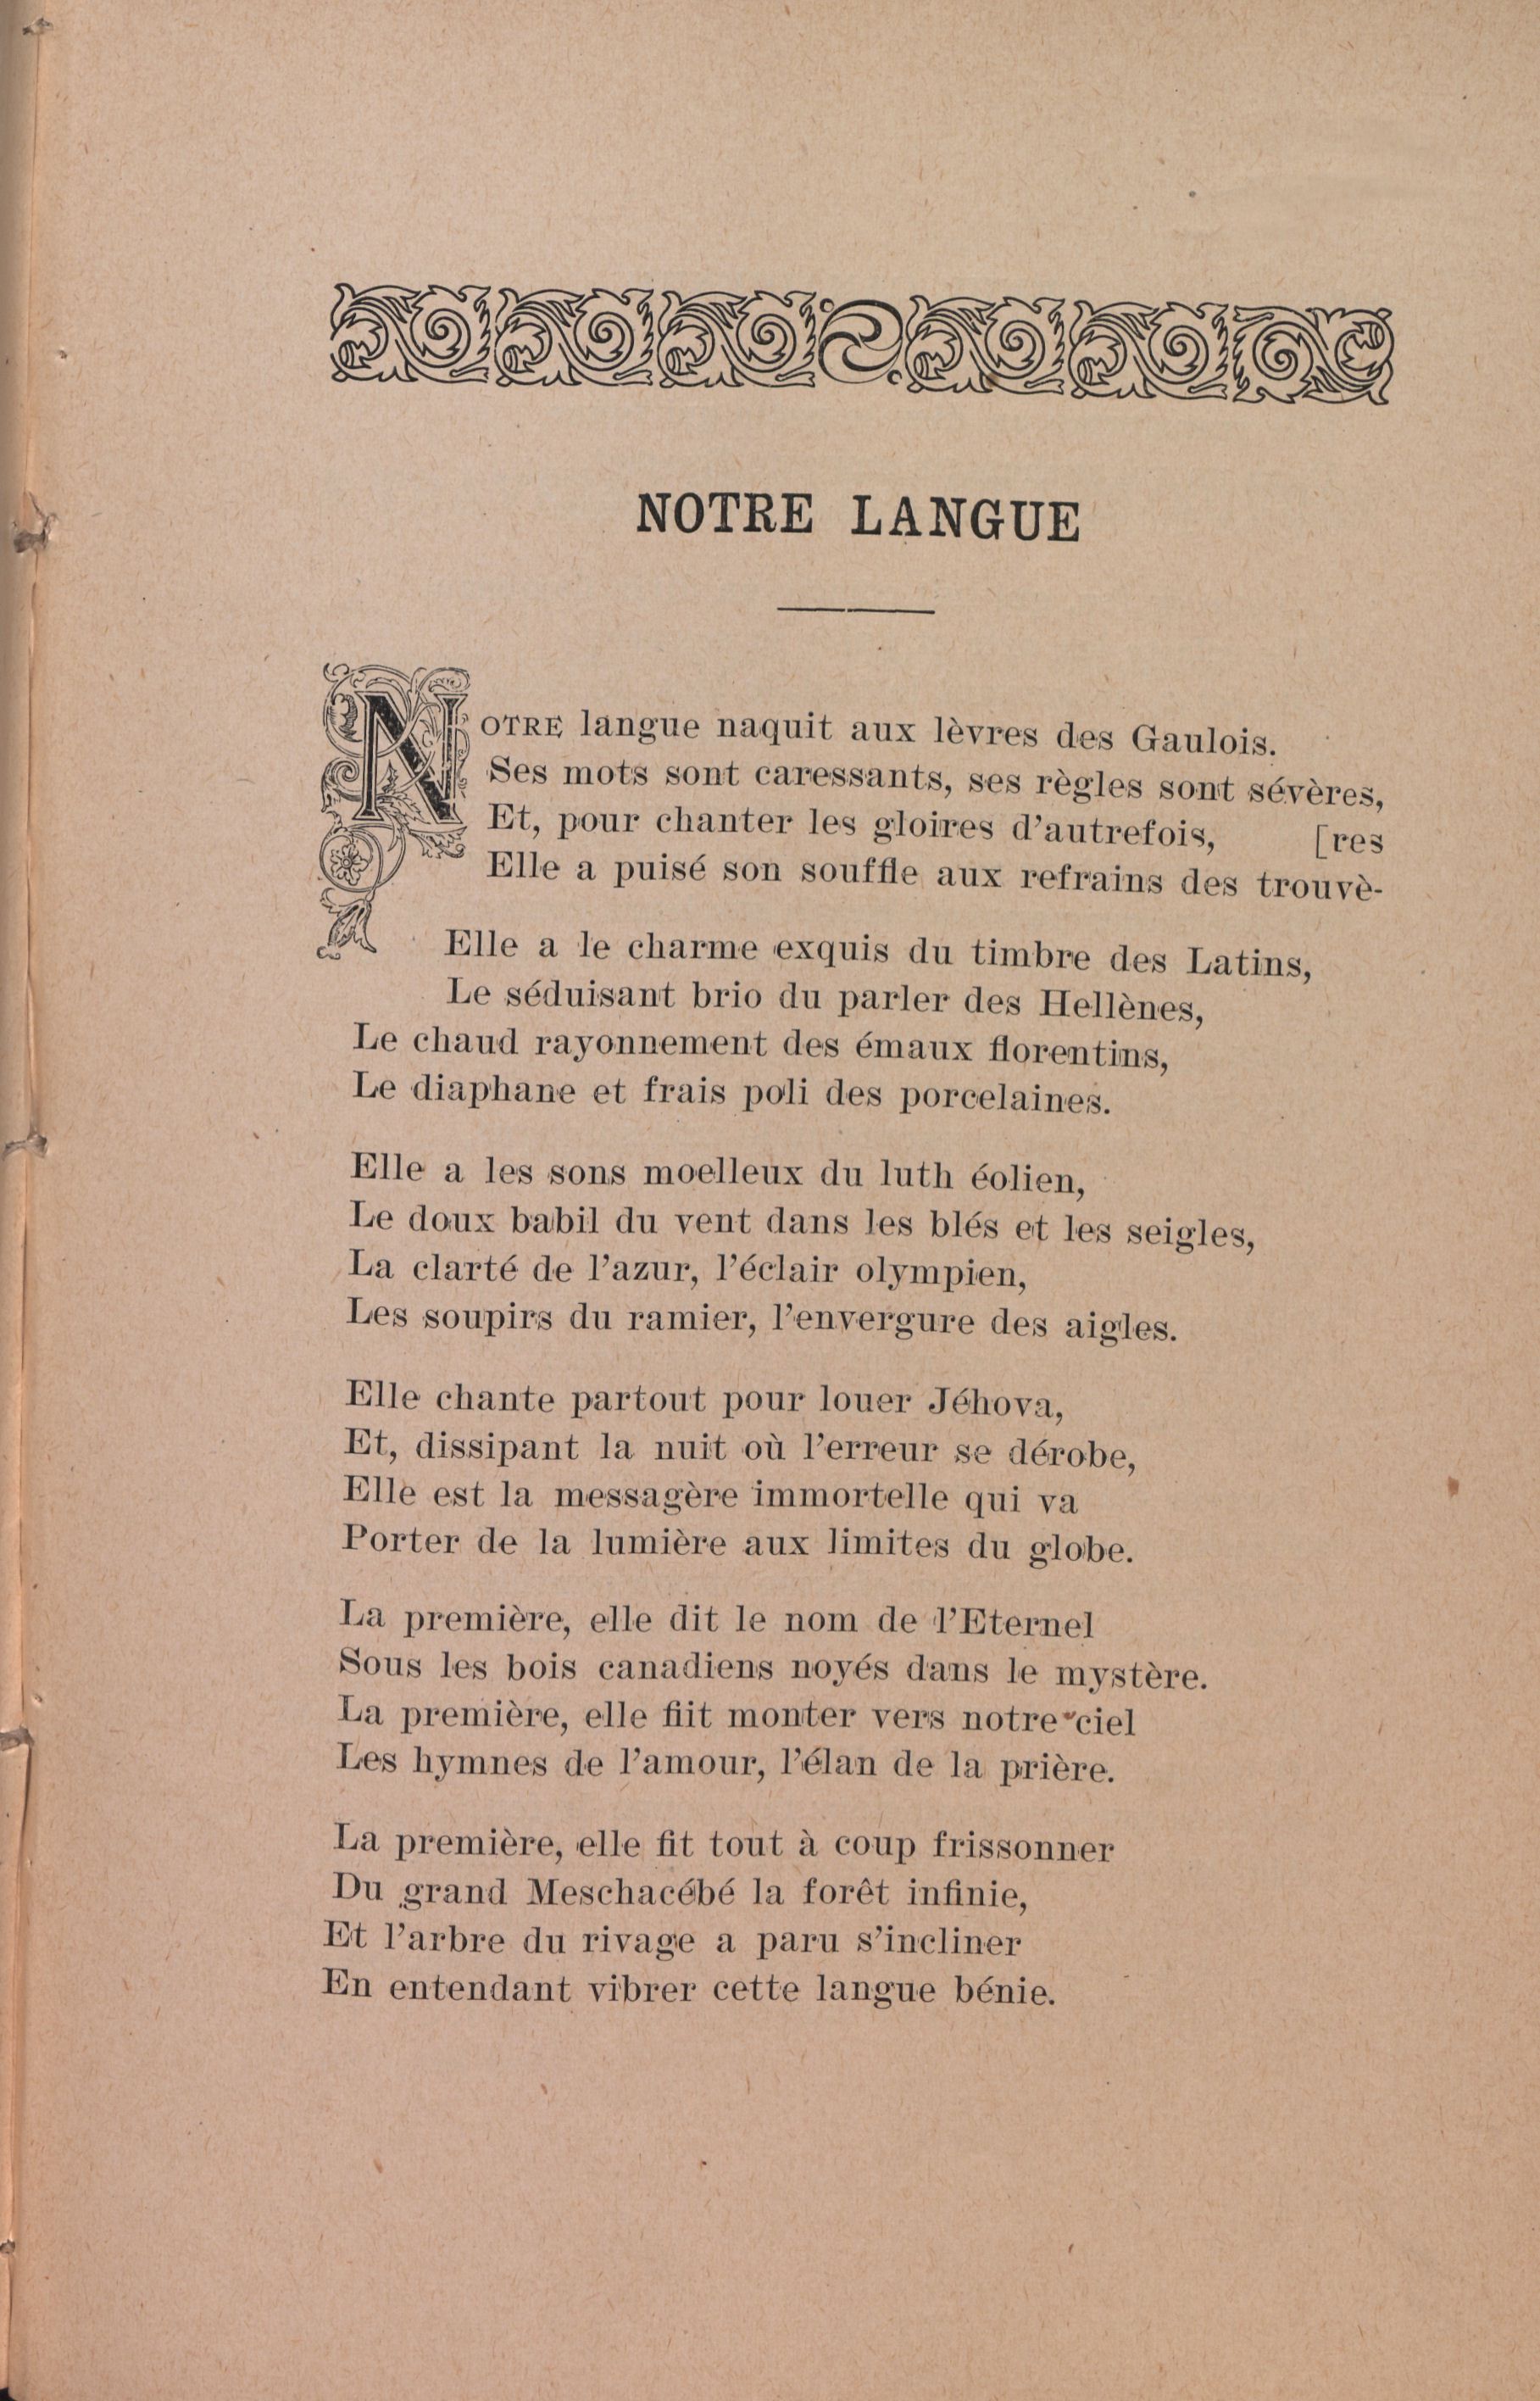 NOTRE LANGUE
NOTRE langue naquit aux lèvres des Gaulois.
Ses mots sont caressants, ses règles sont sévères,
Et, pour chanter les gloires d'autrefois, [res
Elle a puisé son souffle aux refrains des trouvè-
Elle a le charme exquis du timbre des Latins,
Le séduisant brio du parler des Hellènes,
Le chaud rayonnement des émaux florentins,
Le diaphane et frais poli des porcelaines.
Elle a les sons moelleux du luth éolien,
Le doux babil du vent dans les blés et les seigles,
La clarté de l'azur, l'éclair olympien,
Les soupirs du ramier, l'envergure des aigles.
Elle chante partout pour louer Jéhova,
Et, dissipant la nuit où l'erreur se dérobe,
Elle est la messagère immortelle qui va
Porter de la lumière aux limites du globe.
La première, elle dit le nom de l'Eternel
Sous les bois canadiens noyés dans le mystère.
La première, elle fiit monter vers notre ciel
Les hymnes de l'amour, l'élan de la prière.
La première, elle fit tout à coup frissonner
Du grand Meschacébé la forêt infinie,
Et l'arbre du rivage a paru s'incliner
En entendant vibrer cette langue bénie.